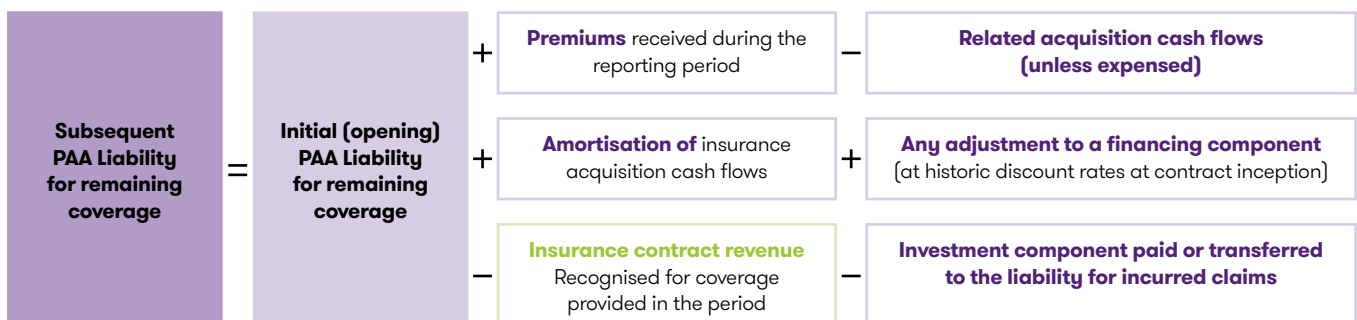 Subsequent
PAA Liability
for remaining
coverage
=
Initial (opening)
PAA Liability
for remaining
coverage
+
Premiums received during the
reporting period
−
Related acquisition cash flows
(unless expensed)
+
Amortisation of insurance
acquisition cash flows
+
Any adjustment to a financing component
(at historic discount rates at contract inception)
−
Insurance contract revenue
Recognised for coverage
provided in the period
−
Investment component paid or transferred
to the liability for incurred claims